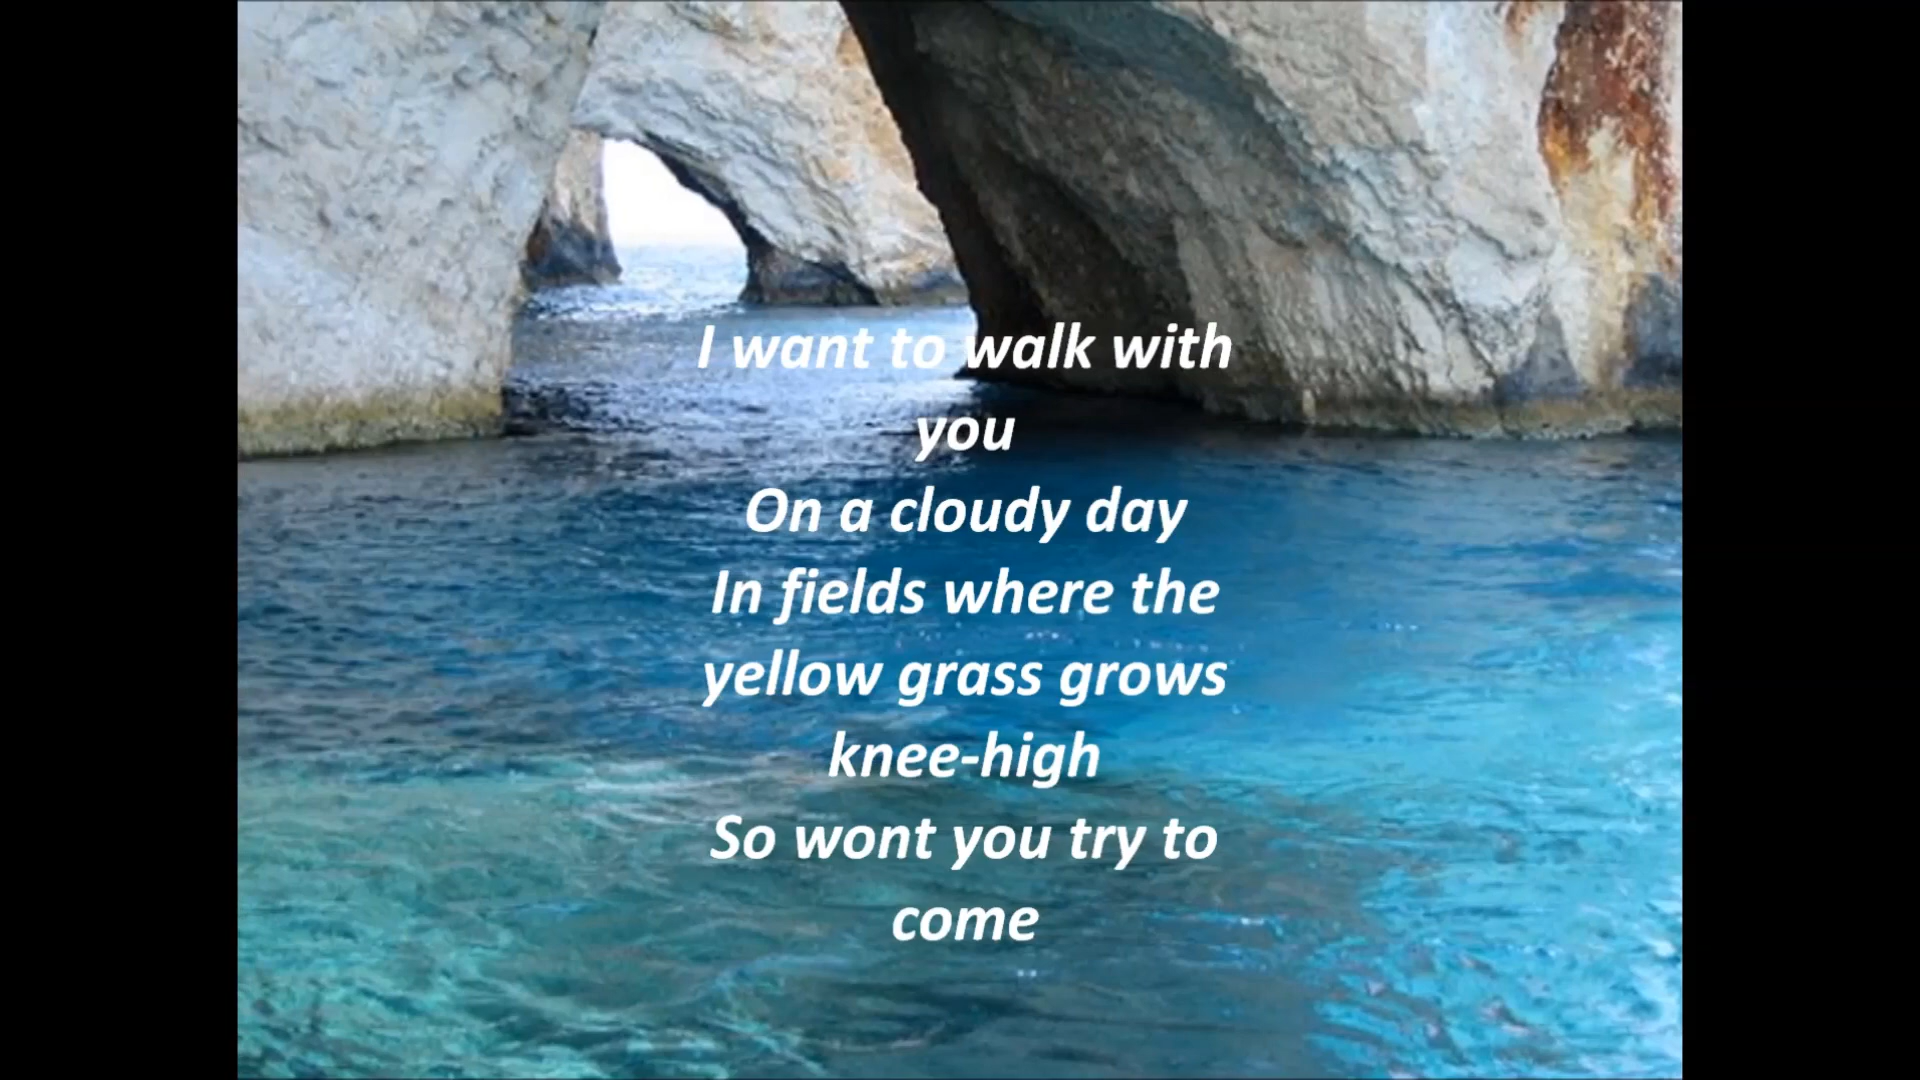 I want to walk with
you
On a cloudy day
In fields where the
yellow grass grows
knee-high
So wont you try to
come